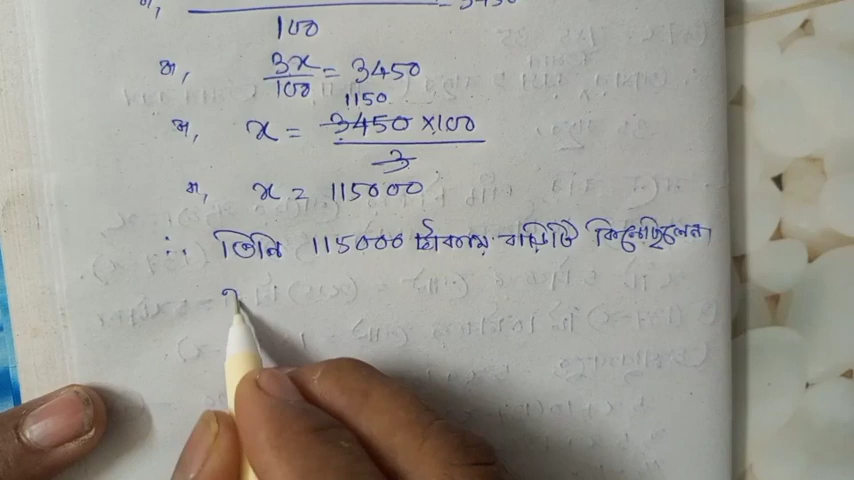 100
বা, 3x/100 = 3450
1150
বা, x = 3450 ×100 / 3
বা, x = 115000
∴ তিনি 115000 টাকায় বাড়িটি কিনেছিলেন।